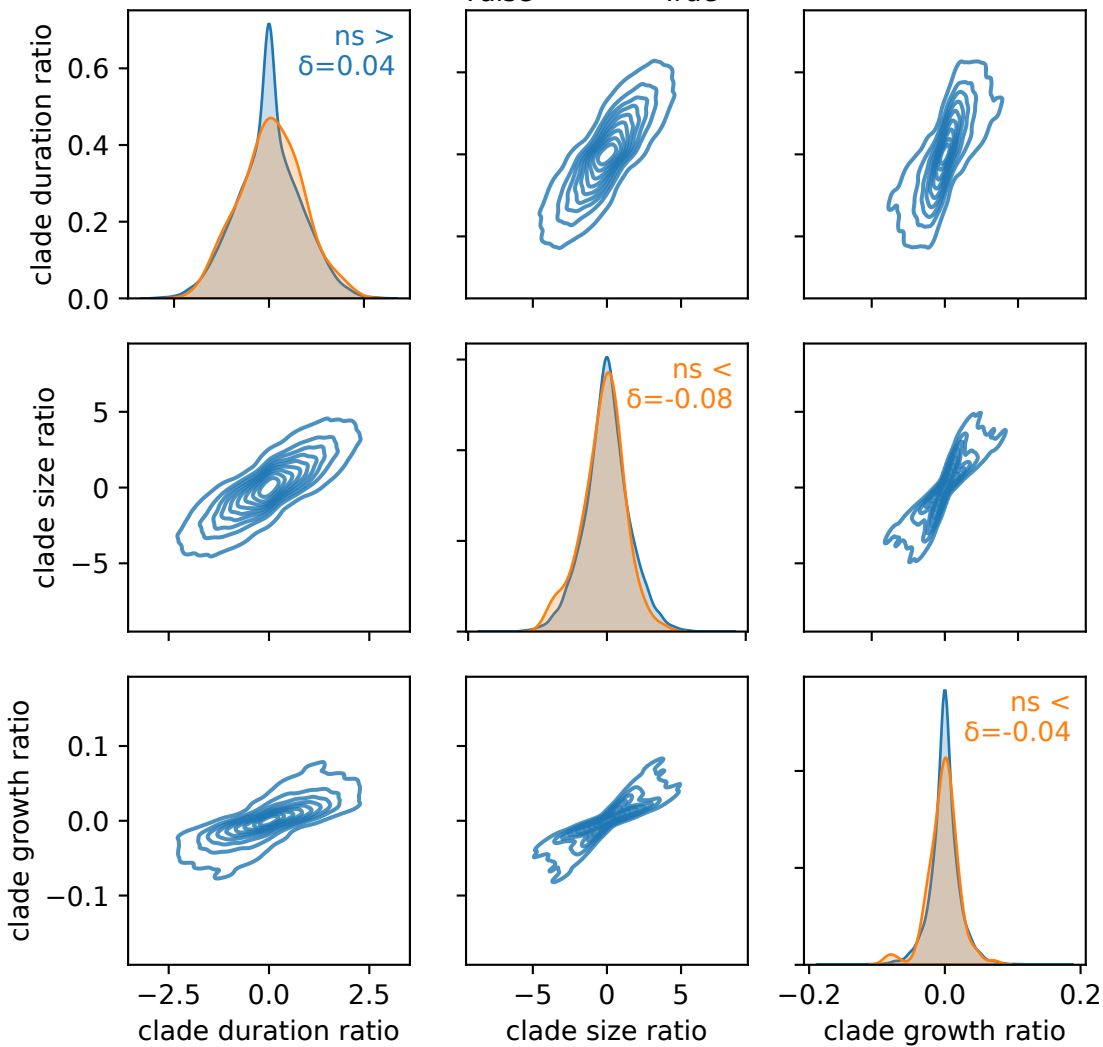 clade duration ratio
0.6
0.4
0.2
0.0
ns >
δ=0.04
clade size ratio
5
0
−5
ns <
δ=-0.08
clade growth ratio
0.1
0.0
−0.1
ns <
δ=-0.04
−2.5 0.0 2.5
−5 0 5
−0.2 0.0 0.2
clade duration ratio
clade size ratio
clade growth ratio